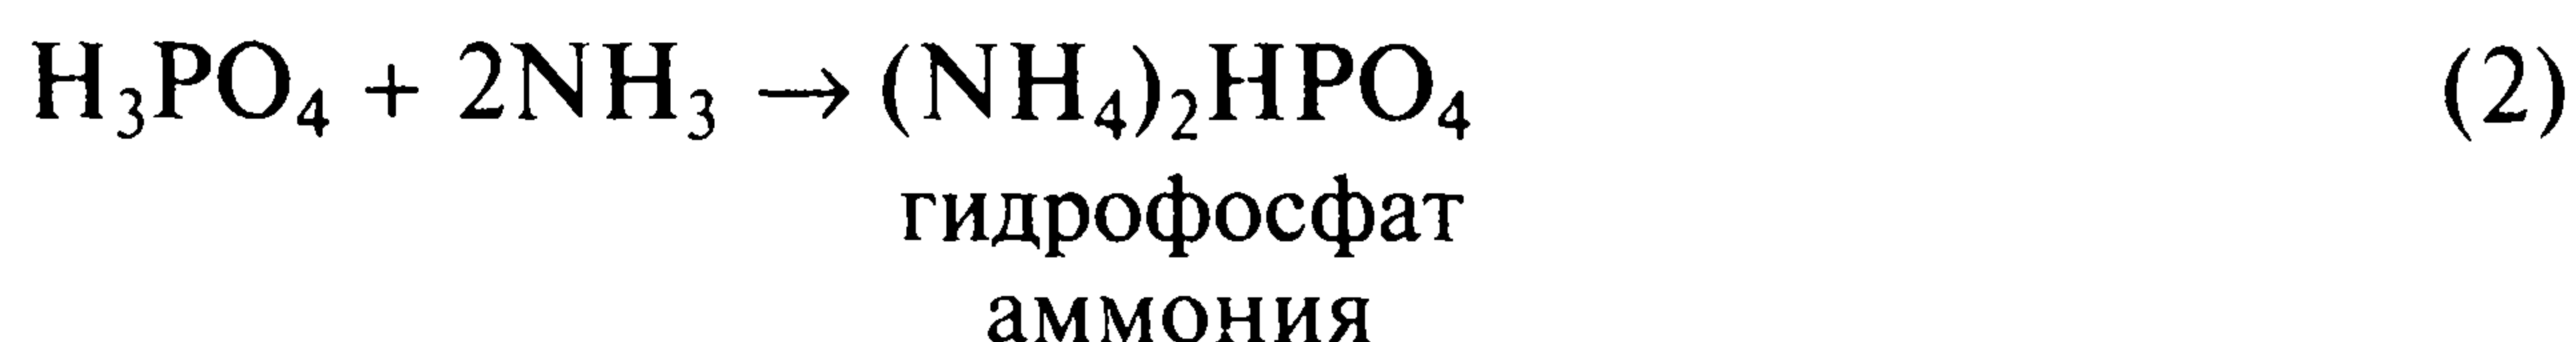 H₃PO₄ + 2NH₃ → (NH₄)₂HPO₄ (2)
гидрофосфат
аммония